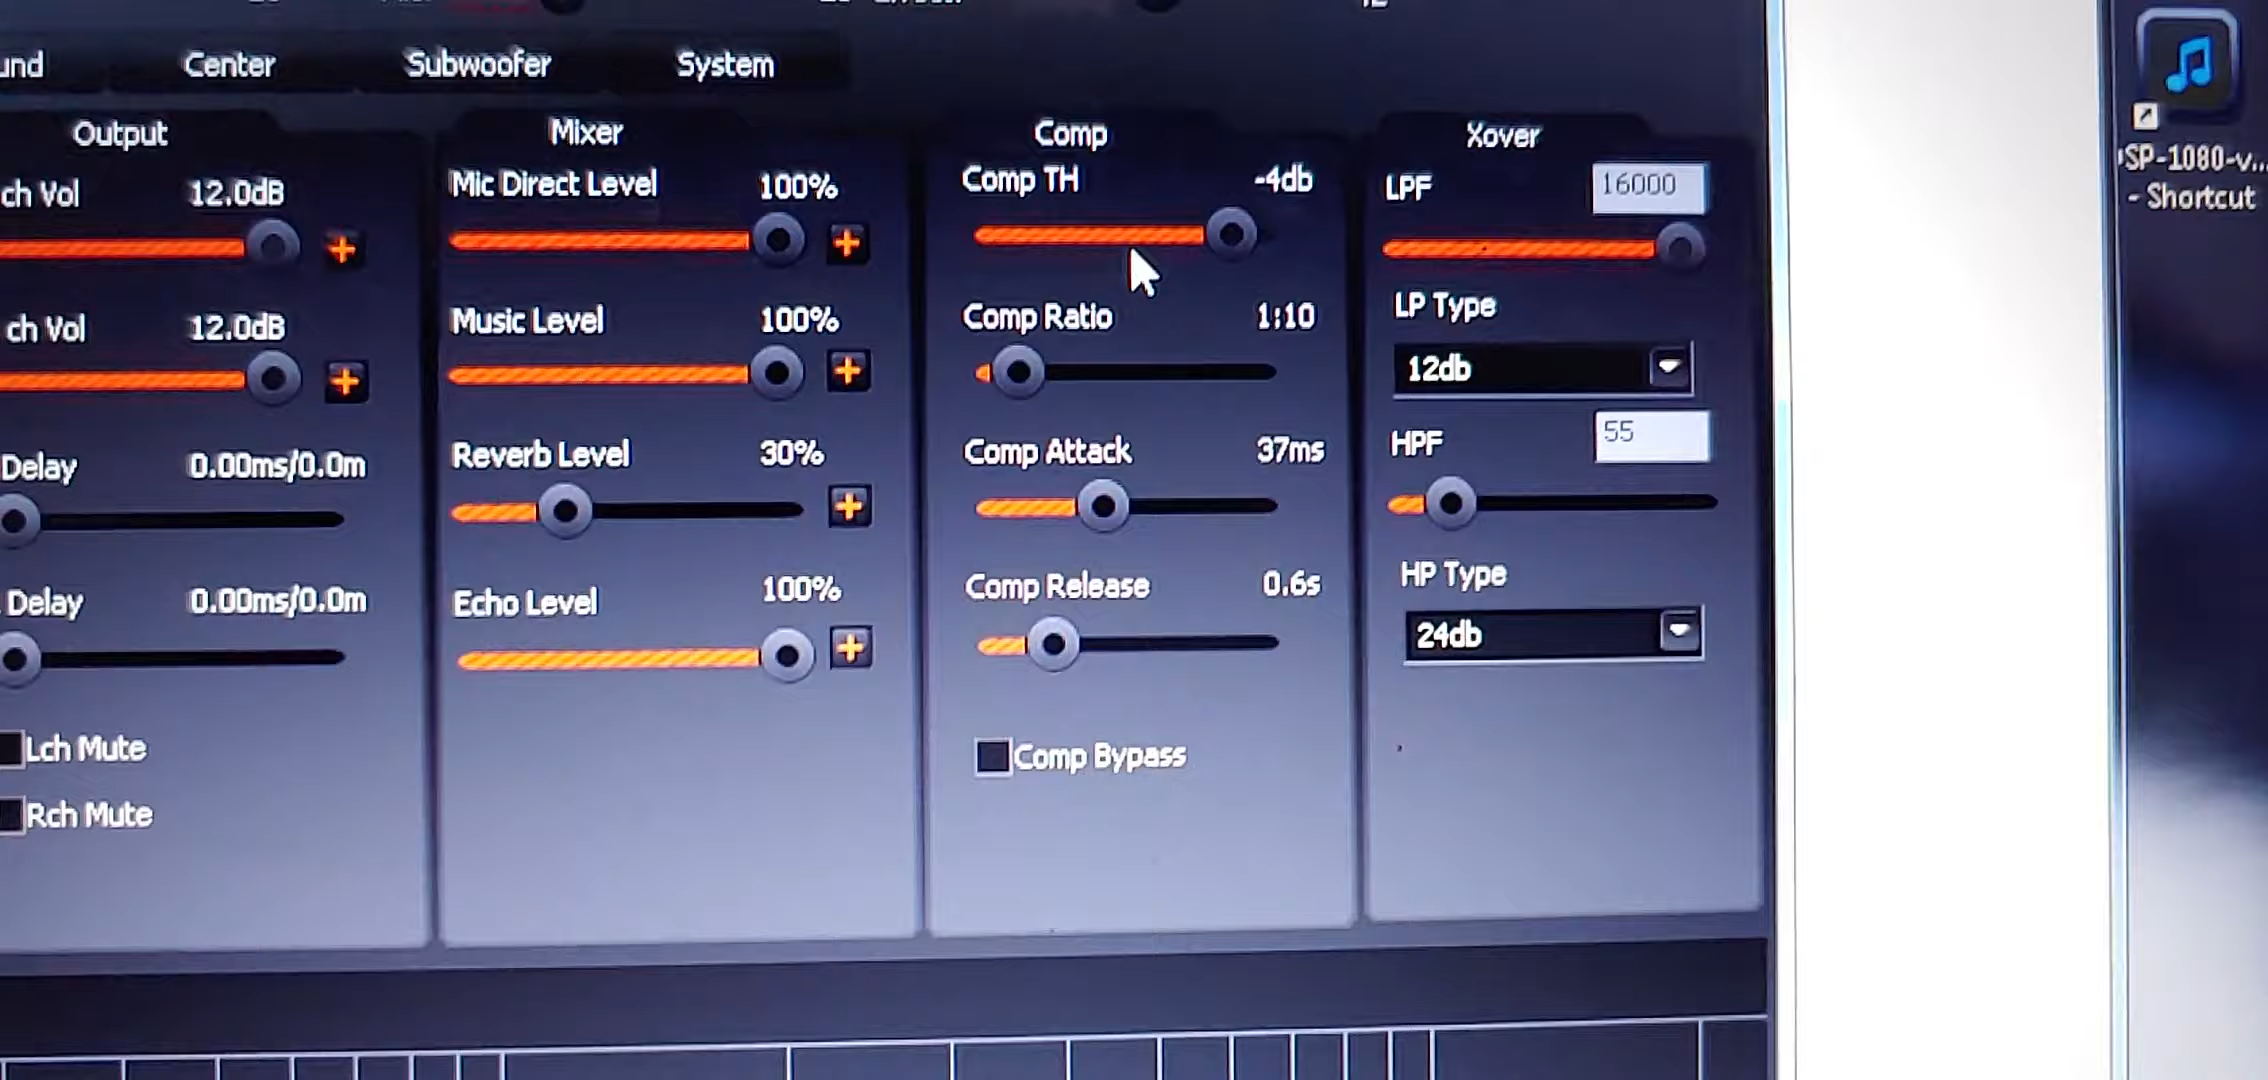 Center
Subwoofer
System
Output
ch Vol
12.0dB
ch Vol
12.0dB
Delay
0.00ms/0.0m
Delay
0.00ms/0.0m
Lch Mute
Rch Mute
Mixer
Mic Direct Level
100%
Music Level
100%
Reverb Level
30%
Echo Level
100%
Comp
Comp TH
-4db
Comp Ratio
1:10
Comp Attack
37ms
Comp Release
0.6s
Comp Bypass
Xover
LPF
16000
LP Type
12db
HPF
55
HP Type
24db
SP-1080-v...
- Shortcut